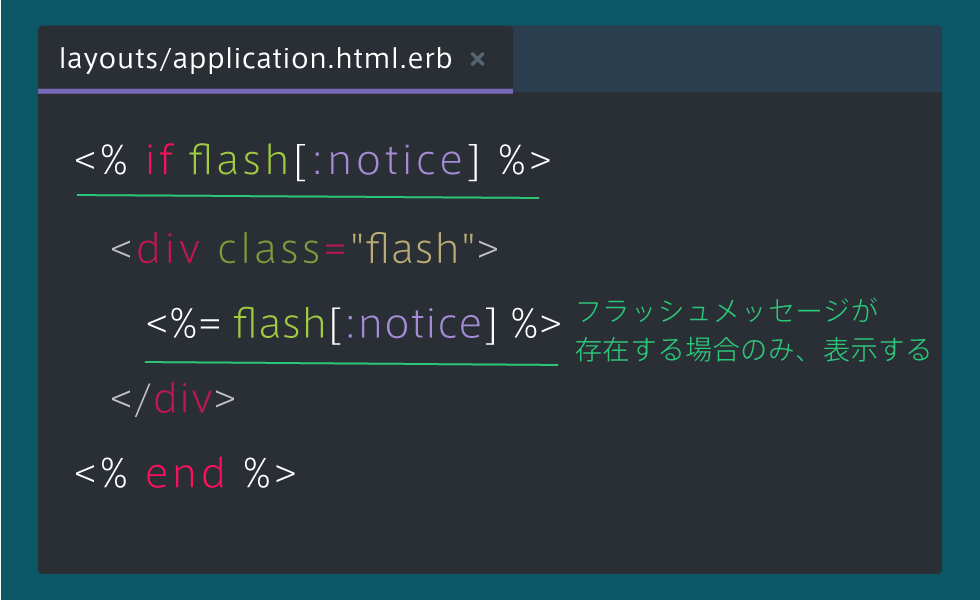 layouts/application.html.erb ×
<% if flash[:notice] %>
<div class="flash">
<%= flash[:notice] %>
フラッシュメッセージが
存在する場合のみ、表示する
</div>
<% end %>